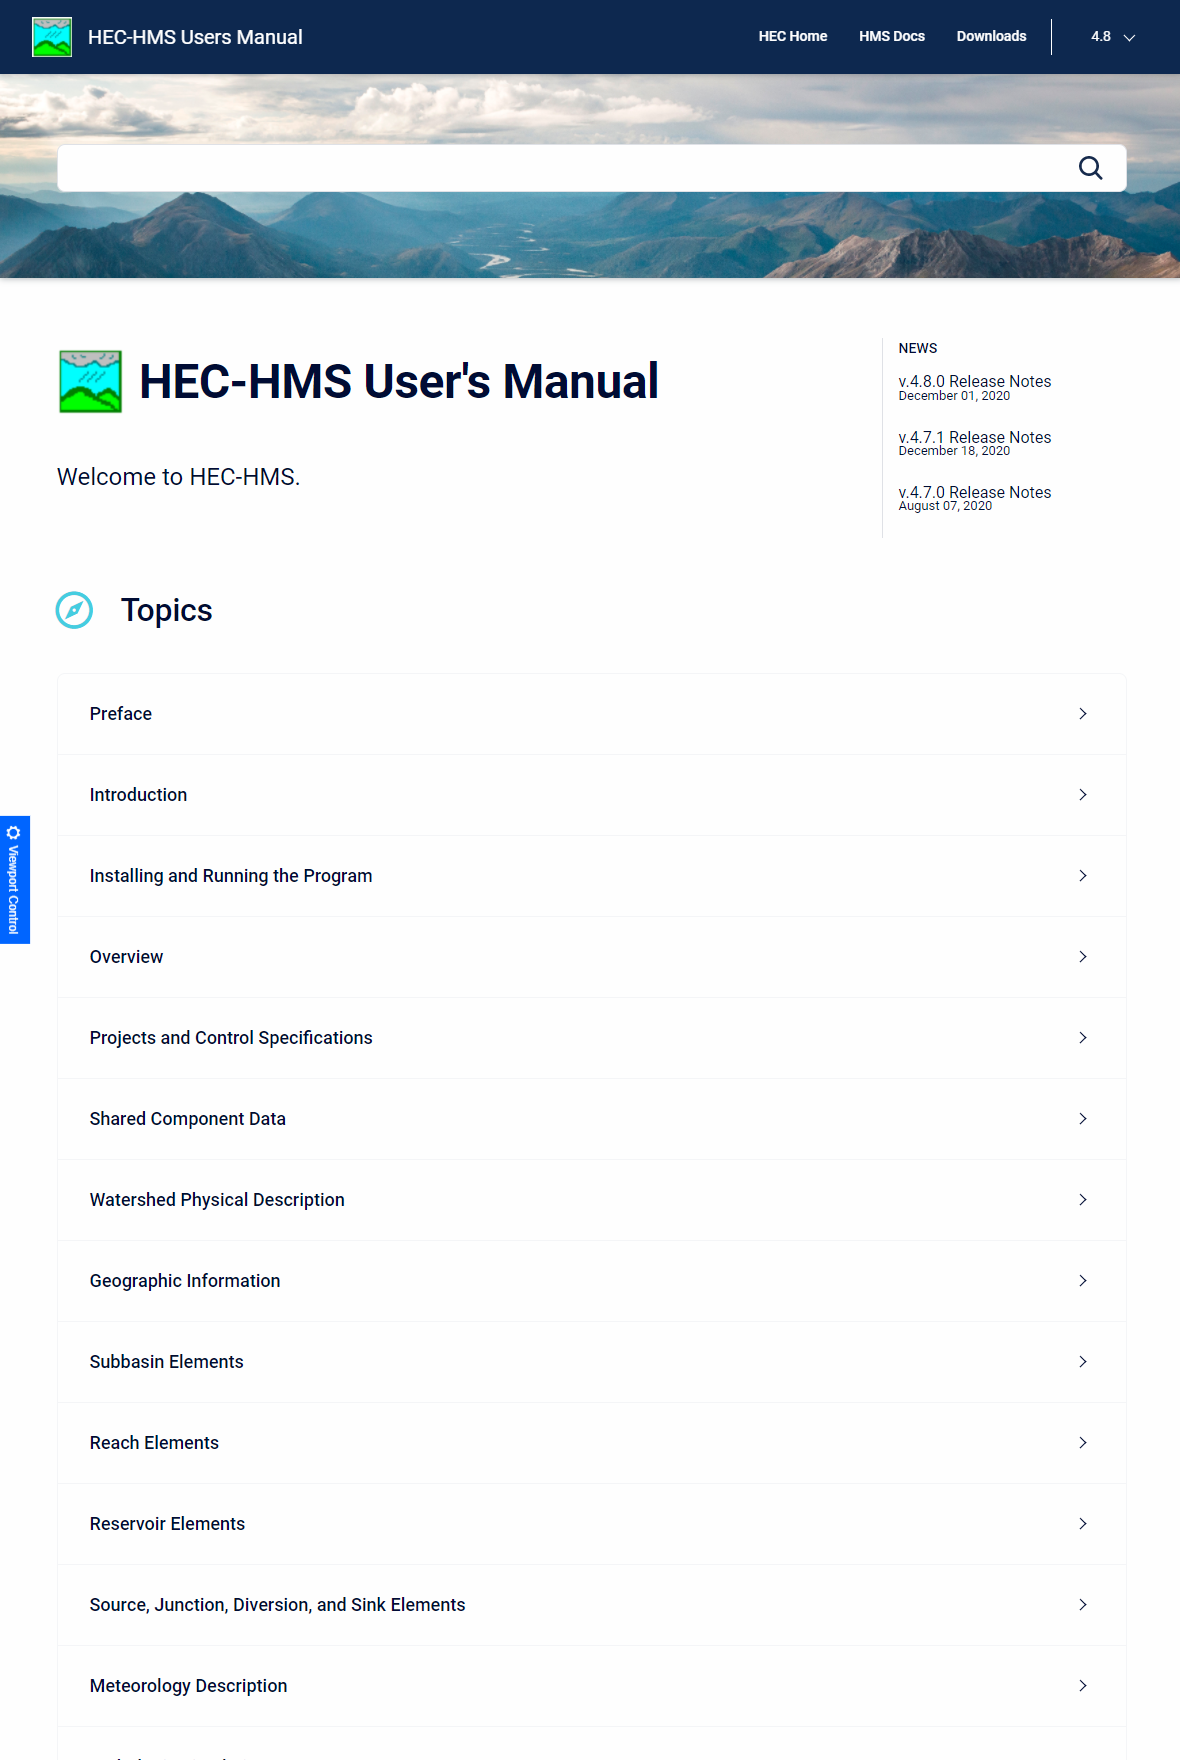 HEC-HMS Users Manual
HEC Home
HMS Docs
Downloads
4.8
HEC-HMS User's Manual
Welcome to HEC-HMS.
NEWS
v.4.8.0 Release Notes
December 01, 2020
v.4.7.1 Release Notes
December 18, 2020
v.4.7.0 Release Notes
August 07, 2020
Topics
Preface
Introduction
Installing and Running the Program
Overview
Projects and Control Specifications
Shared Component Data
Watershed Physical Description
Geographic Information
Subbasin Elements
Reach Elements
Reservoir Elements
Source, Junction, Diversion, and Sink Elements
Meteorology Description
Viewport Control